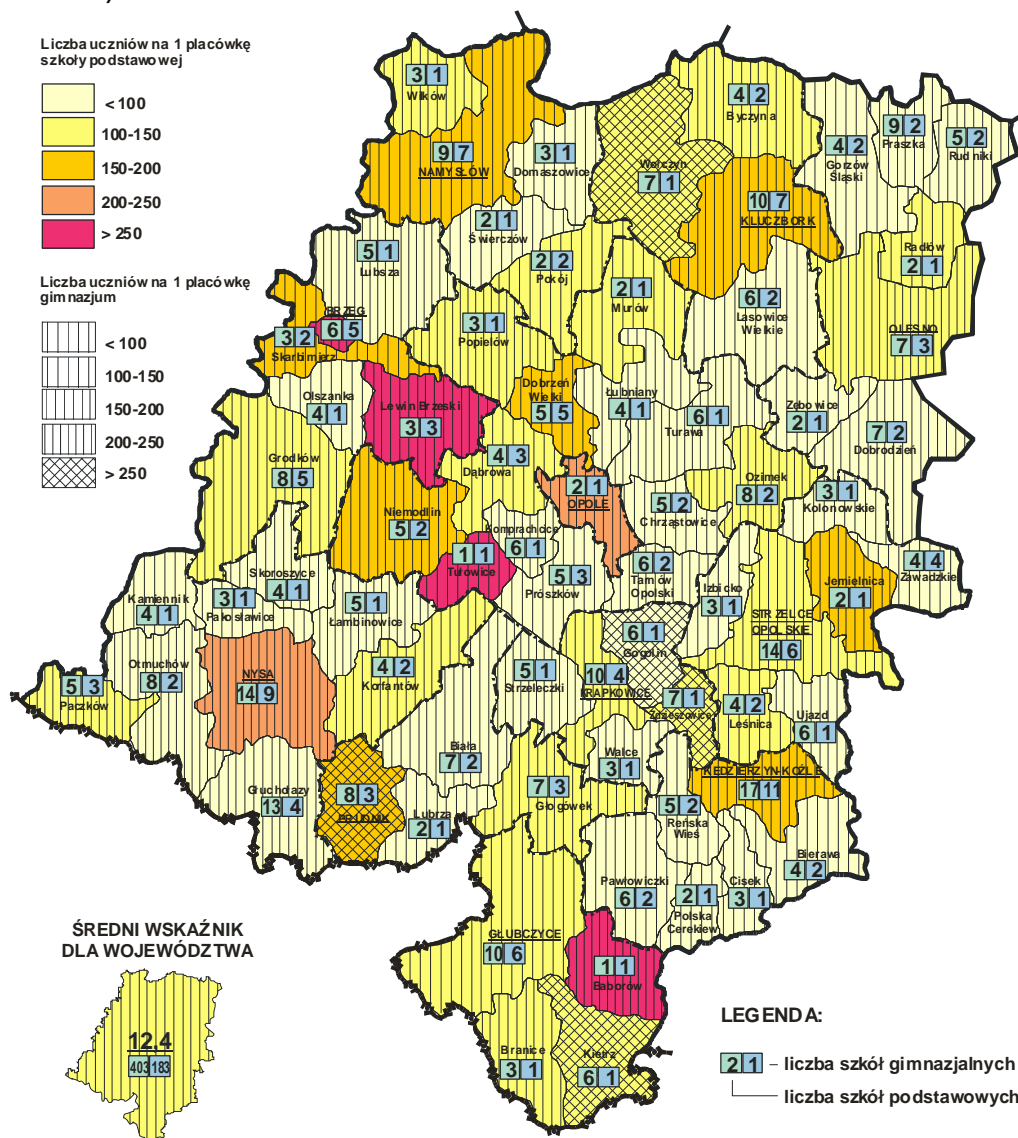 Liczba uczniów na 1 placówkę
szkoły podstawowej
< 100
100-150
150-200
200-250
> 250
Liczba uczniów na 1 placówkę
gimnazjum
< 100
100-150
150-200
200-250
> 250
3 1
Wilków
9 7
NAMYSŁÓW
3 1
Domaszowice
Wołczyn
7 1
4 2
Byczyna
4 2
Gorzów
Śląski
9 2
Praszka
5 2
Rudniki
10 7
KLUCZBORK
2 1
Świerczów
5 1
Lubsza
2 2
Pokój
2 1
Murów
6 2
Lasowice
Wielkie
Radłów
2 1
OLESNO
7 3
BRZEG
6 5
3 2
Skarbimierz
3 1
Popielów
Olszanka
4 1
Lewin Brzeski
3 3
Dobrzeń
Wielki
5 5
Łubniany
4 1
6 1
Turawa
Zębowice
2 1
7 2
Dobrodzień
Grodków
8 5
4 3
Dąbrowa
2 1
OPOLE
Ozimek
8 2
3 1
Kolonowskie
5 2
Chrząstowice
Niemodlin
5 2
Komprachcice
6 1
1 1
Tułowice
5 3
Prószków
6 2
Tarnów
Opolski
Izbicko
3 1
Jemielnica
2 1
4 4
Zawadzkie
STRZELCE
OPOLSKIE
14 6
Skoroszyce
4 1
Kamiennik
4 1
3 1
Pakosławice
5 1
Łambinowice
6 1
Gogolin
Otmuchów
8 2
NYSA
14 9
4 2
Korfantów
5 1
Strzeleczki
10 4
KRAPKOWICE
7 1
Zdzieszowice
4 2
Leśnica
Ujazd
6 1
5 3
Paczków
Biała
7 2
Walce
3 1
KĘDZIERZYN-KOŹLE
17 11
Głuchołazy
13 4
8 3
PRUDNIK
Lubrza
2 1
7 3
Głogówek
5 2
Reńska
Wieś
Bierawa
4 2
Pawłowiczki
6 2
2 1
Polska
Cerekiew
Cisek
3 1
GŁUBCZYCE
10 6
1 1
Baborów
Branice
3 1
Kietrz
6 1
ŚREDNI WSKAŹNIK
DLA WOJEWÓDZTWA
12,4
403 183
LEGENDA:
2 1 – liczba szkół gimnazjalnych
liczba szkół podstawowych